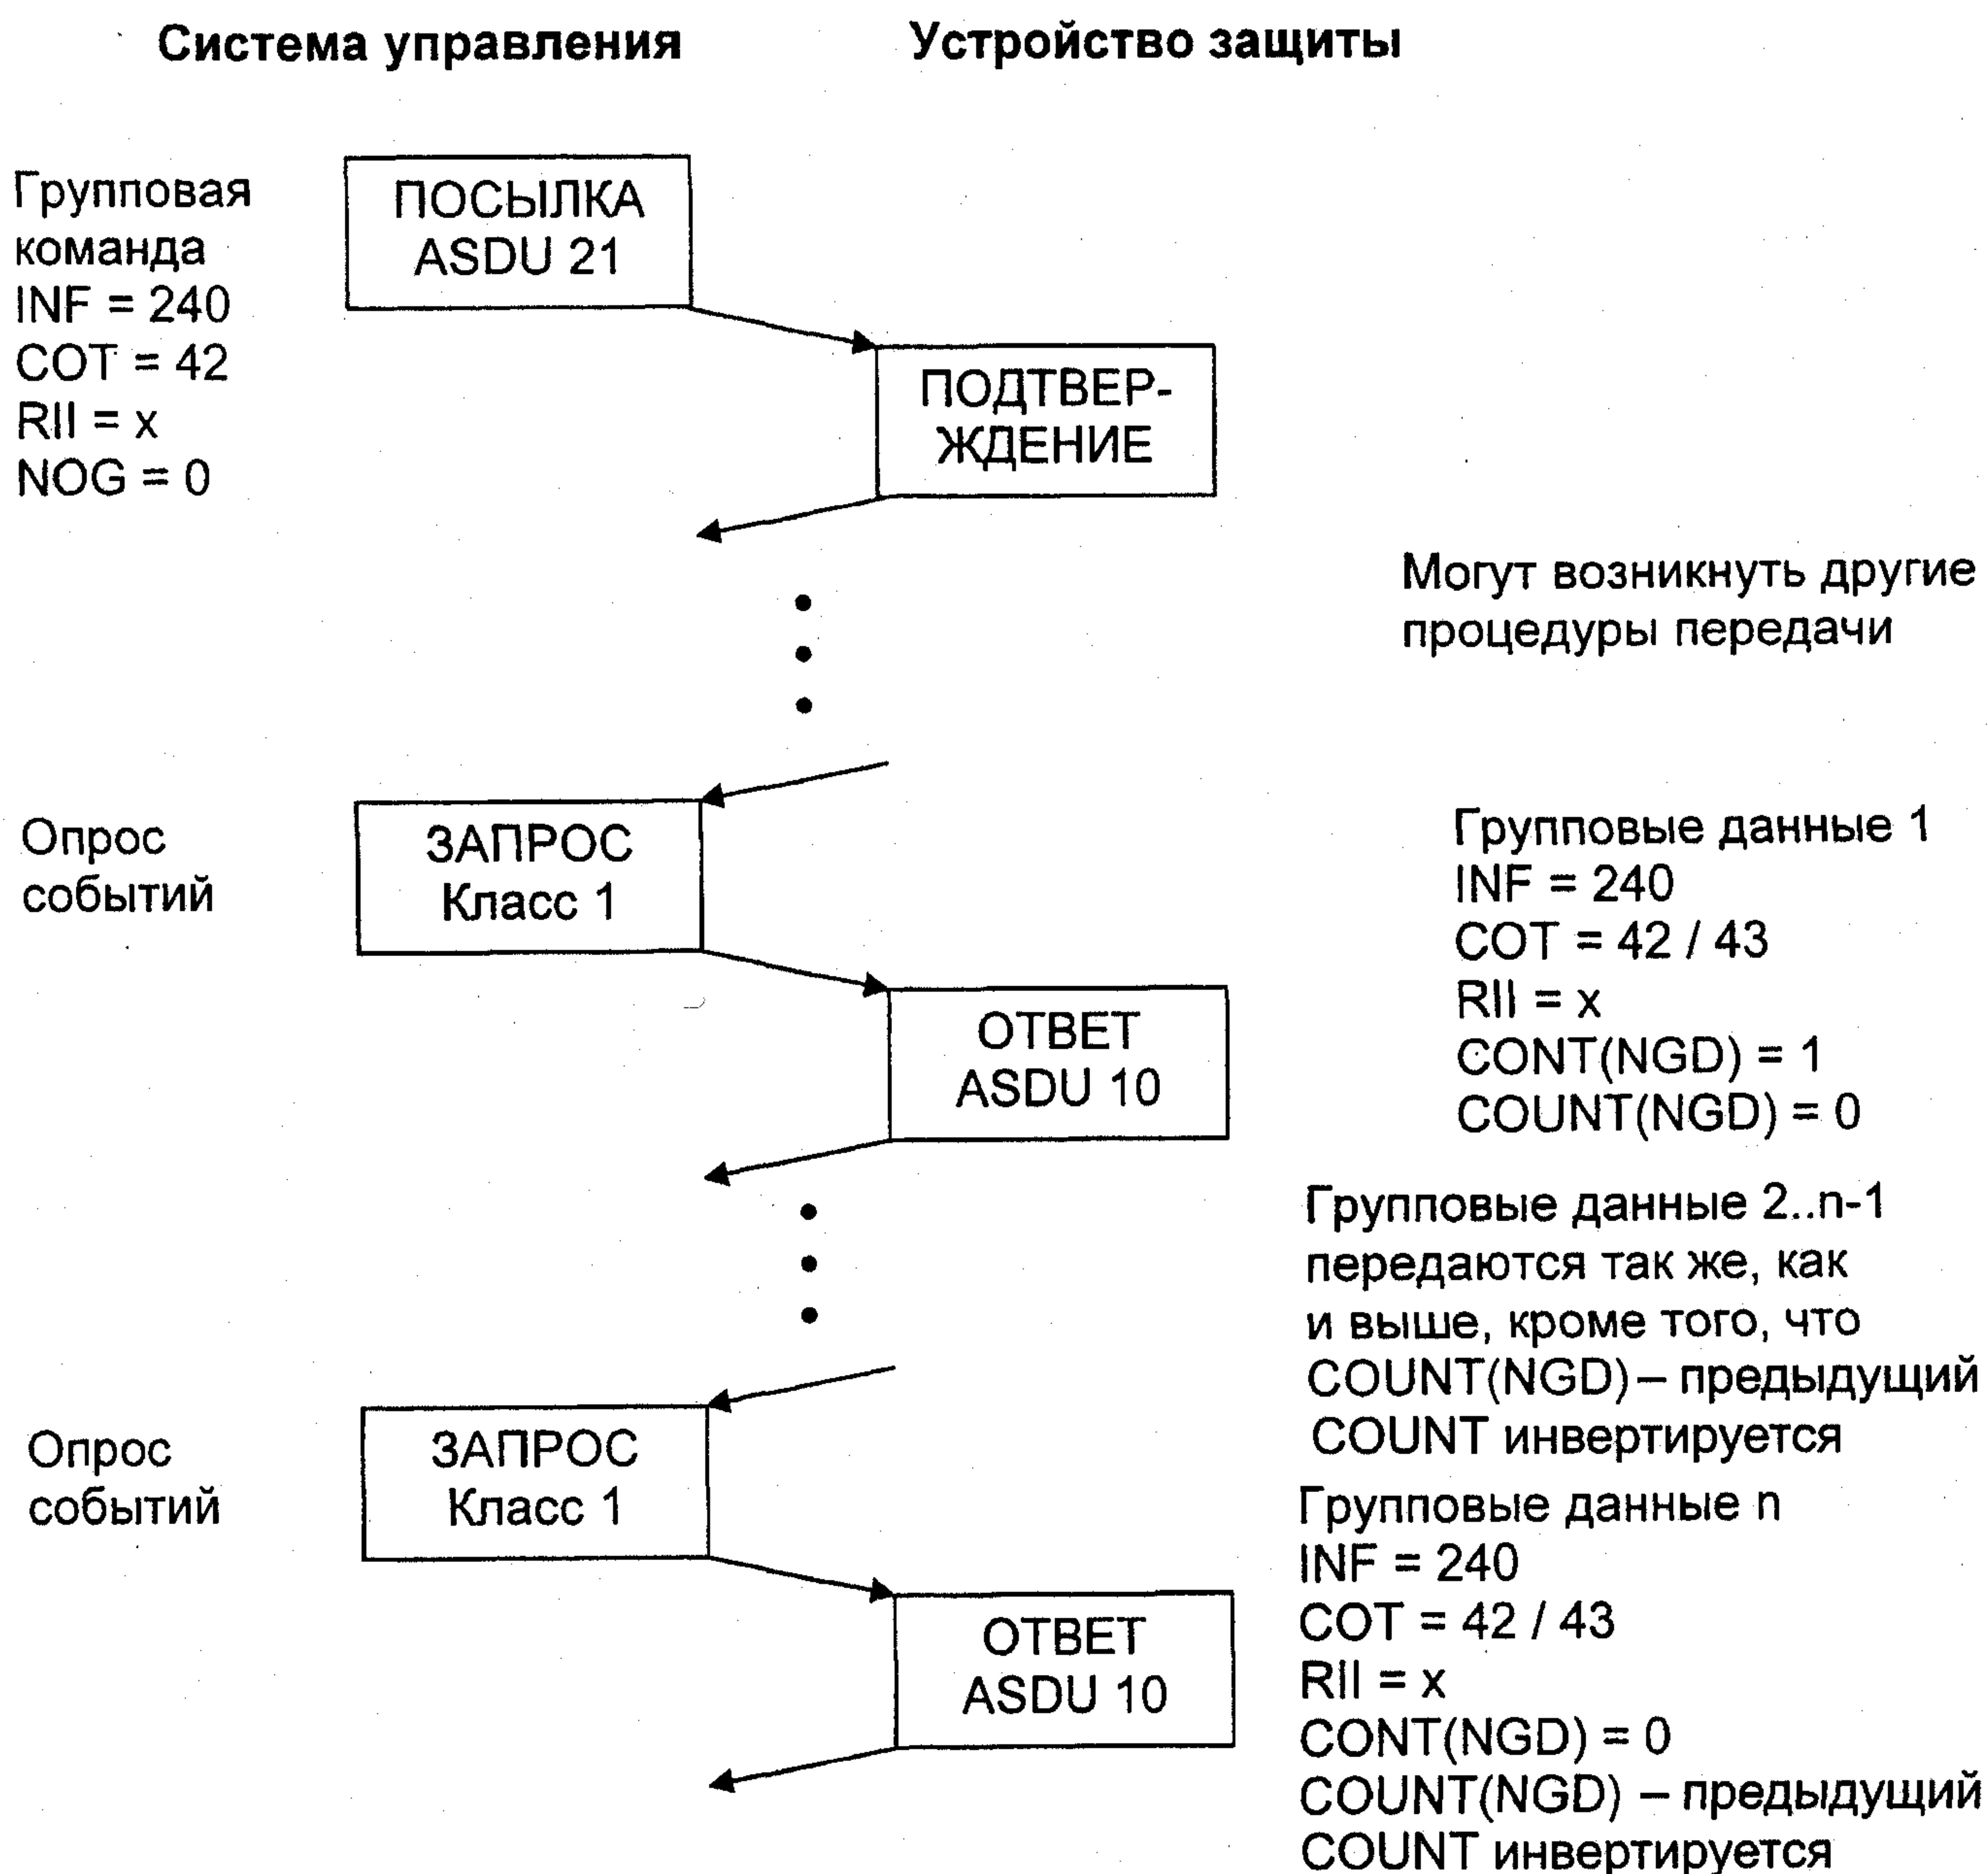 Система управления
Устройство защиты
Групповая
команда
INF = 240
COT = 42
RII = x
NOG = 0
ПОСЫЛКА
ASDU 21
ПОДТВЕР-
ЖДЕНИЕ
Могут возникнуть другие
процедуры передачи
Опрос
событий
ЗАПРОС
Класс 1
ОТВЕТ
ASDU 10
Групповые данные 1
INF = 240
COT = 42 / 43
RII = x
CONT(NGD) = 1
COUNT(NGD) = 0
Групповые данные 2..n-1
передаются так же, как
и выше, кроме того, что
COUNT(NGD) – предыдущий
COUNT инвертируется
Опрос
событий
ЗАПРОС
Класс 1
ОТВЕТ
ASDU 10
Групповые данные n
INF = 240
COT = 42 / 43
RII = x
CONT(NGD) = 0
COUNT(NGD) – предыдущий
COUNT инвертируется